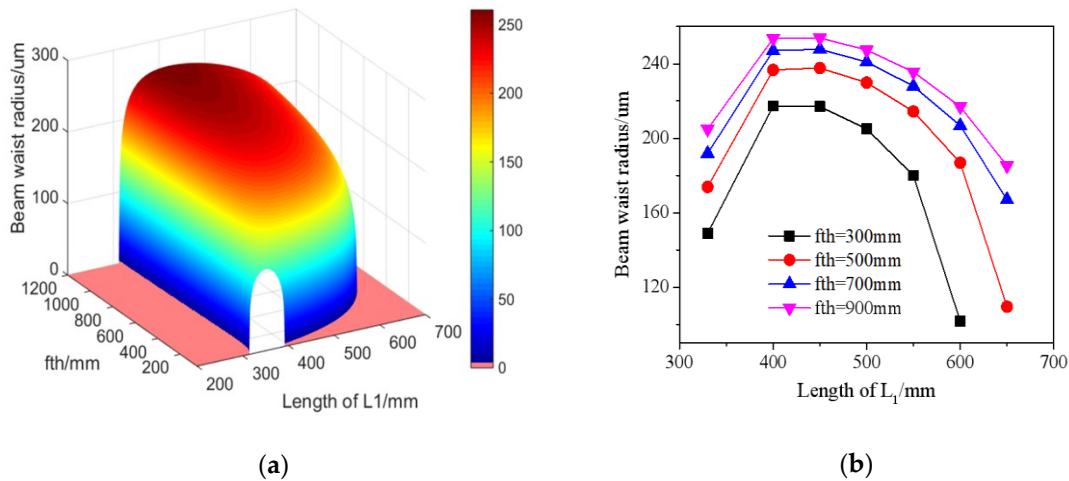 300
200
100
0
Beam waist radius/um
1200
1000
800
600
400
200
fth/mm
200
300
400
500
600
700
Length of L1/mm
250
200
150
100
50
0
(a)
240
200
160
120
Beam waist radius/um
fth=300mm
fth=500mm
fth=700mm
fth=900mm
300 400 500 600 700
Length of L1/mm
(b)